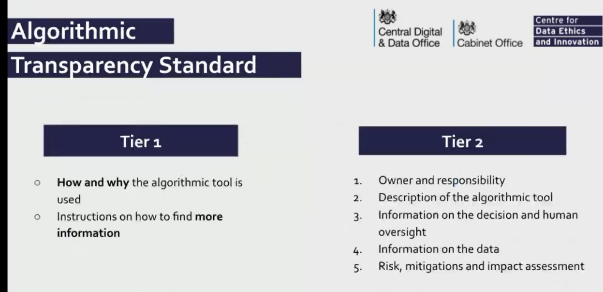 Algorithmic
Transparency Standard
Central Digital
& Data Office
Cabinet Office
Centre for
Data Ethics
and Innovation
Tier 1
○ How and why the algorithmic tool is
used
○ Instructions on how to find more
information
Tier 2
1. Owner and responsibility
2. Description of the algorithmic tool
3. Information on the decision and human
oversight
4. Information on the data
5. Risk, mitigations and impact assessment